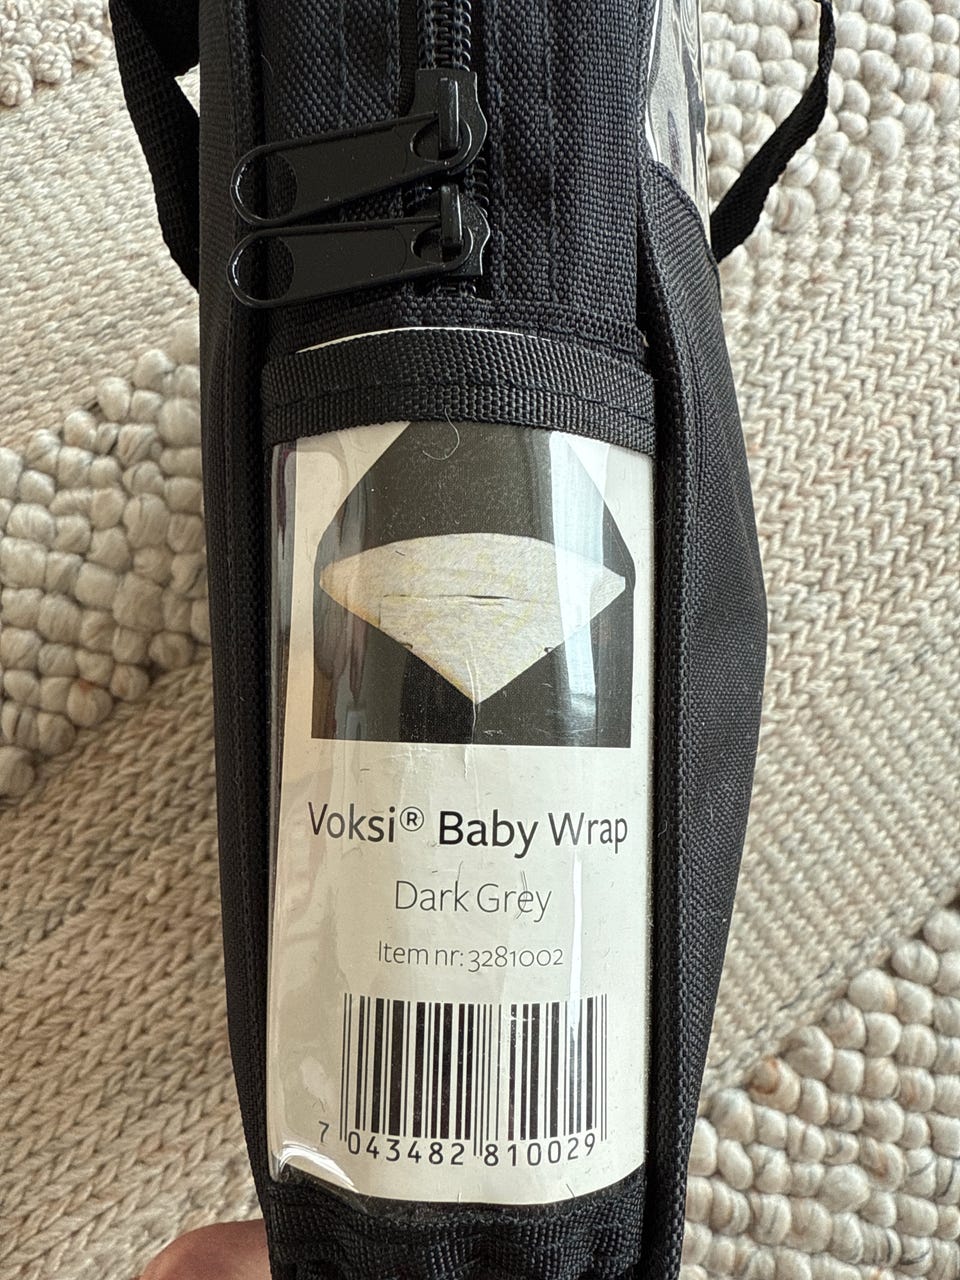 Voksi® Baby Wrap
Dark Grey
Item nr: 3281002
7 043482 810029